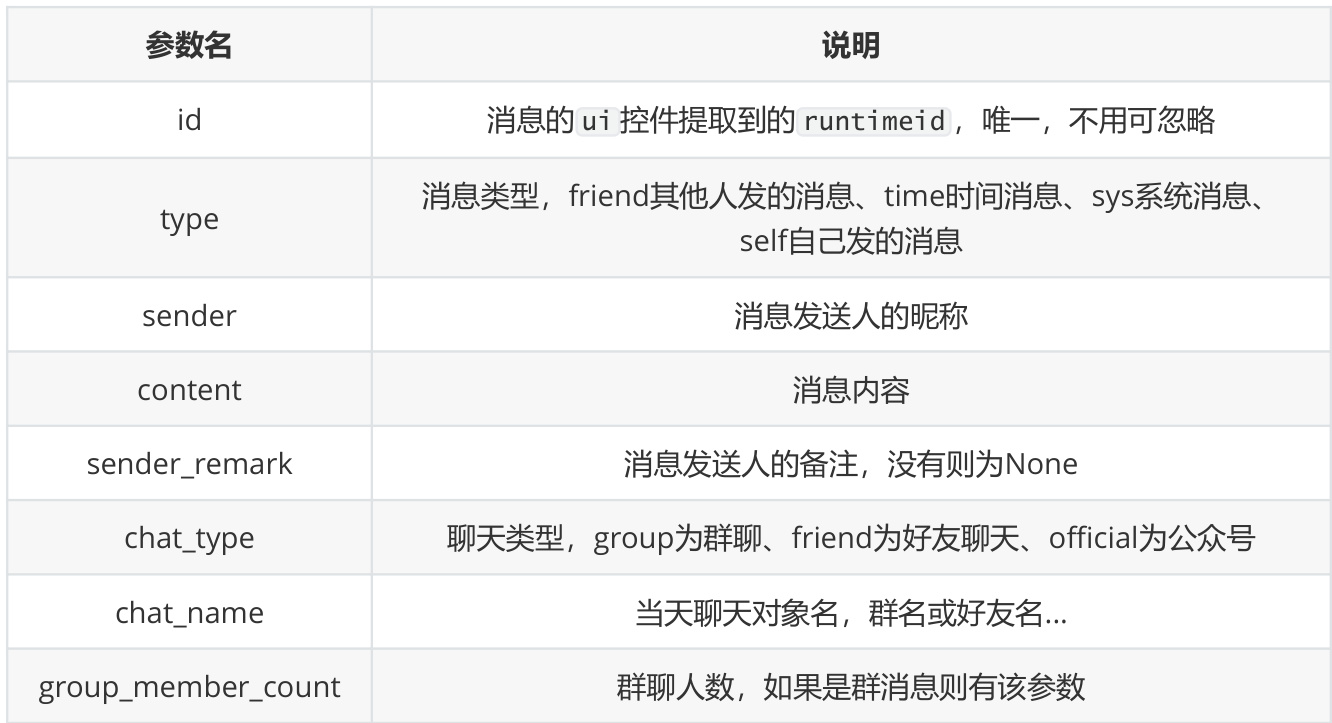 参数名 说明
id 消息的ui控件提取到的runtimeid，唯一，不用可忽略
type 消息类型，friend其他人发的消息、time时间消息、sys系统消息、
self自己发的消息
sender 消息发送人的昵称
content 消息内容
sender_remark 消息发送人的备注，没有则为None
chat_type 聊天类型，group为群聊、friend为好友聊天、official为公众号
chat_name 当天聊天对象名，群名或好友名...
group_member_count 群聊人数，如果是群消息则有该参数